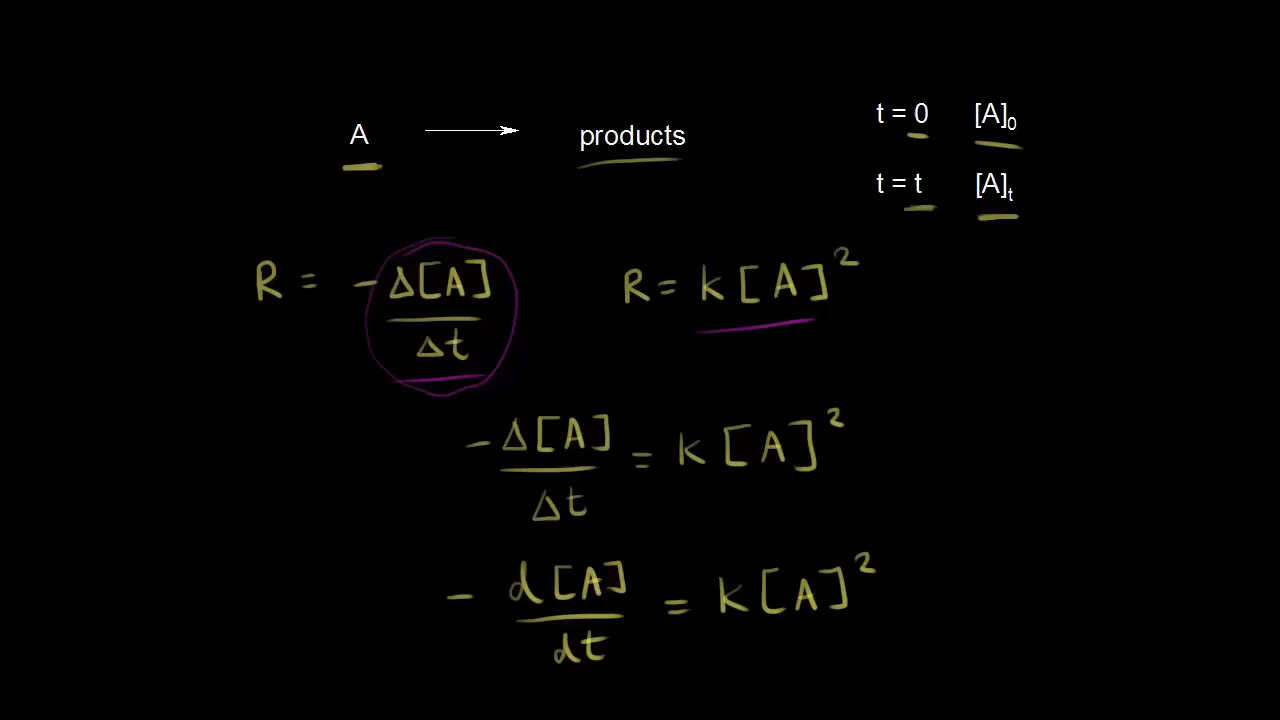 A ⟶ products
t = 0 [A]₀
t = t [A]ₜ
R = - Δ[A]/Δt R = k[A]²
- Δ[A]/Δt = k[A]²
- d[A]/dt = k[A]²